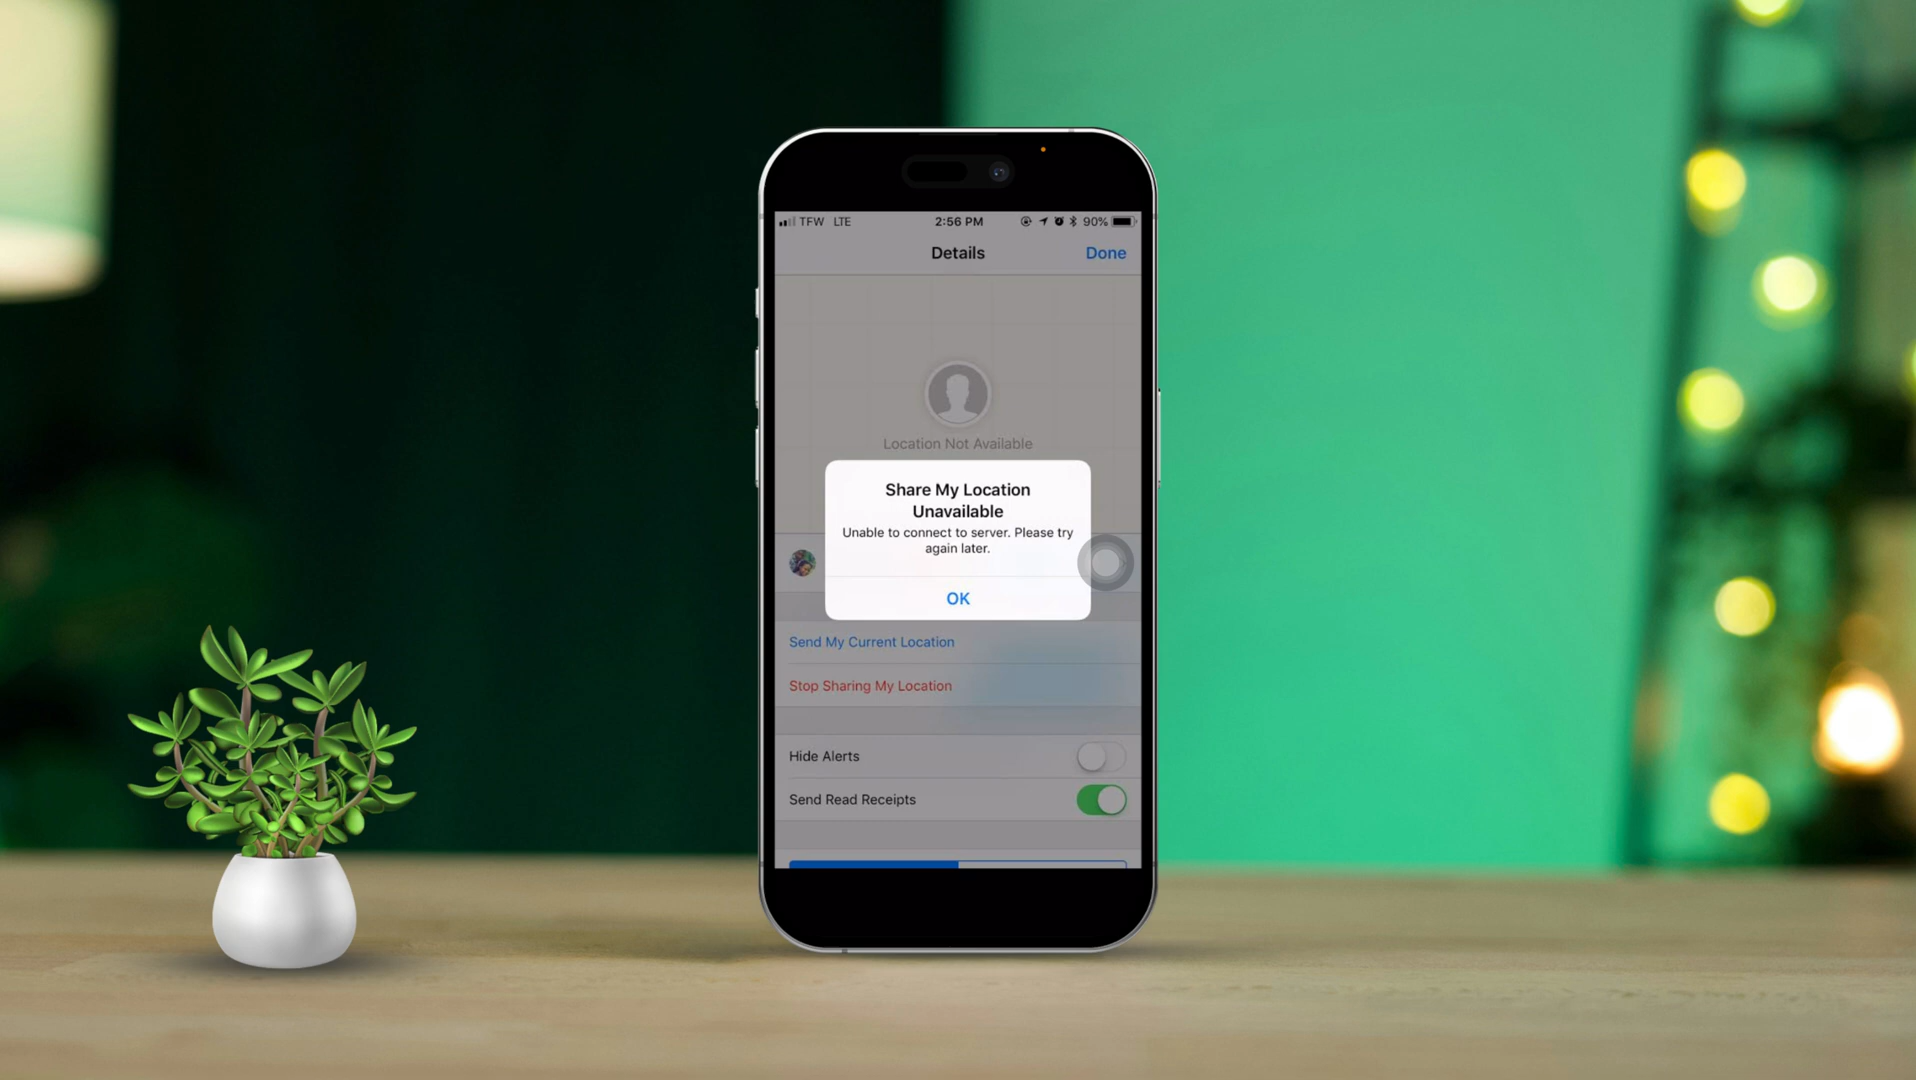 TFW LTE 2:56 PM 90%
Details Done
Location Not Available
Share My Location
Unavailable
Unable to connect to server. Please try
again later.
OK
Send My Current Location
Stop Sharing My Location
Hide Alerts
Send Read Receipts